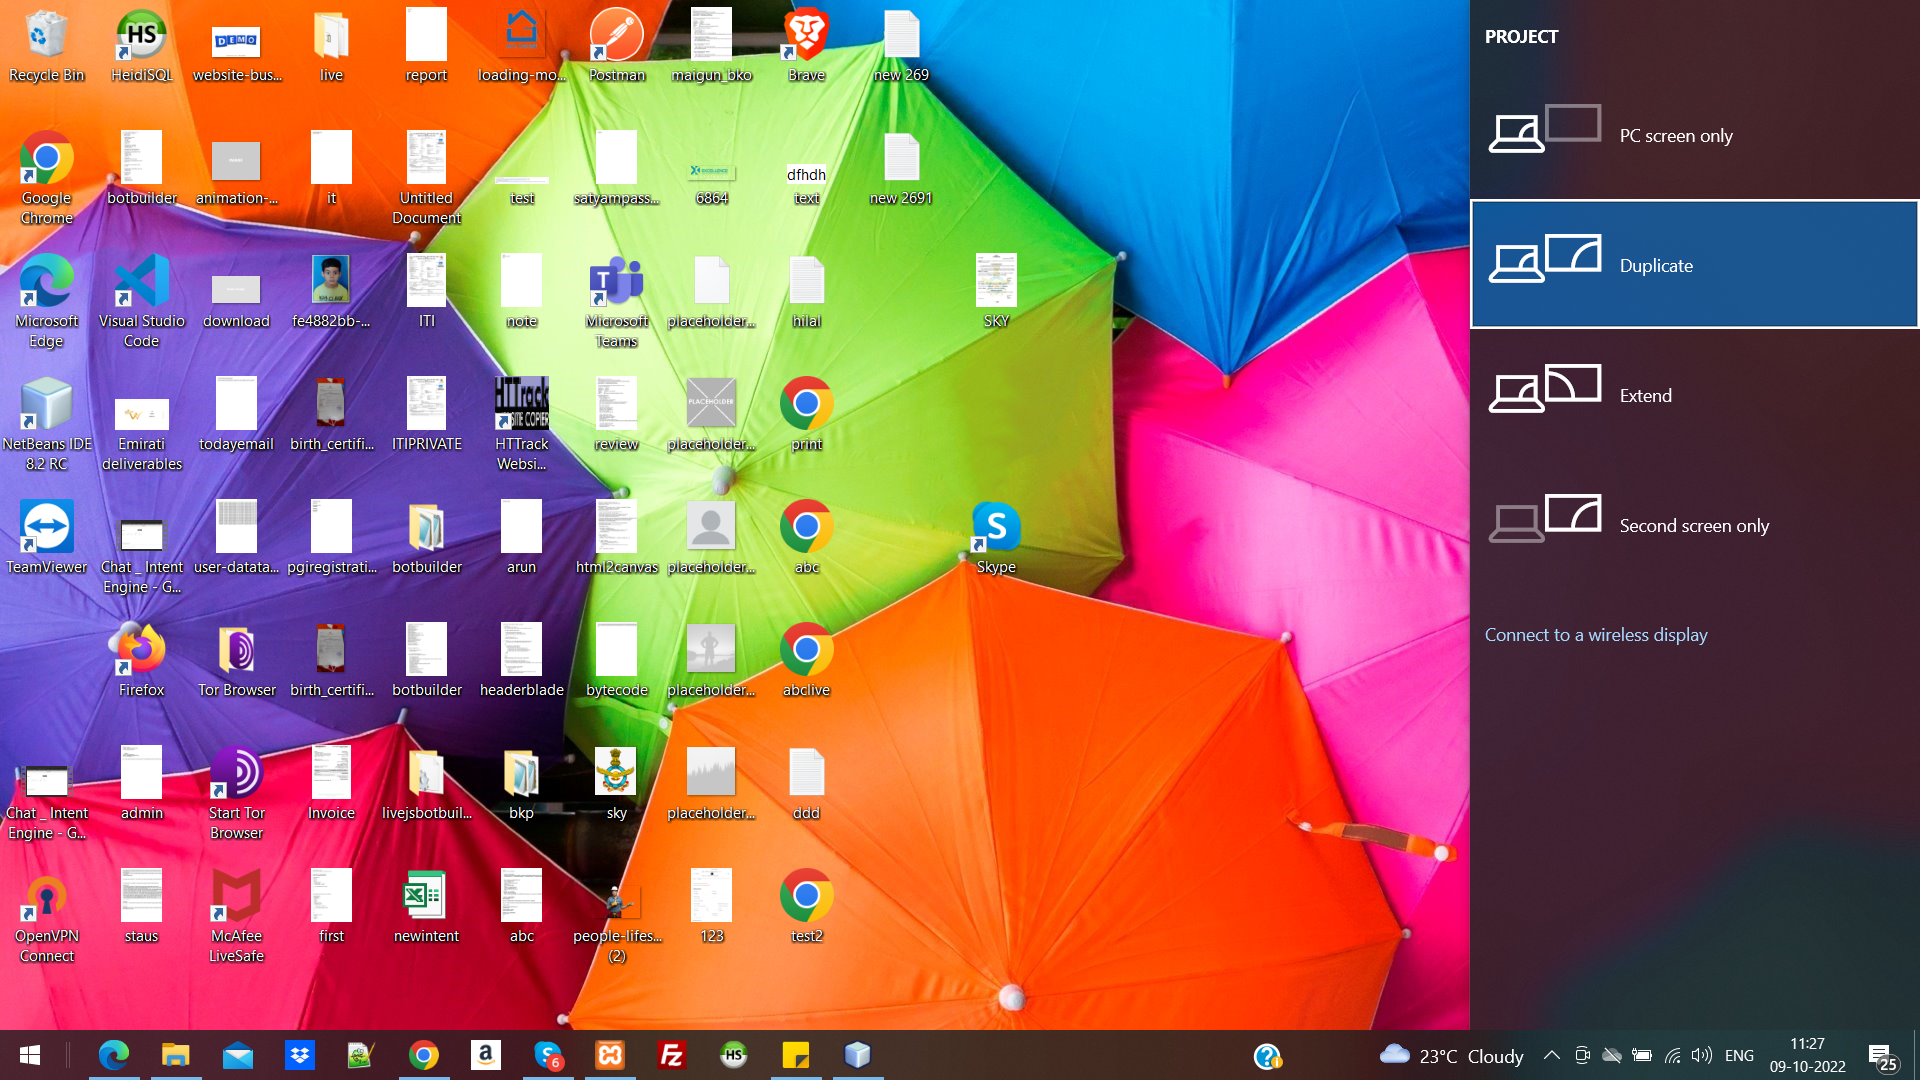 Recycle Bin
HeidiSQL
website-bus...
live
report
loading-mo...
Postman
maigun_bko
Brave
new 269
Google
Chrome
botbuilder
animation-...
it
Untitled
Document
test
satyampass...
6864
dfhdh
text
new 2691
Microsoft
Edge
Visual Studio
Code
download
fe4882bb-...
ITI
note
Microsoft
Teams
placeholder...
hilal
SKY
NetBeans IDE
8.2 RC
Emirati
deliverables
todayemail
birth_certifi...
ITIPRIVATE
HTTrack
Websi...
review
PLACEHOLDER
placeholder...
print
TeamViewer
Chat _ Intent
Engine - G...
user-datata...
pgiregistrati...
botbuilder
arun
html2canvas
placeholder...
abc
Skype
Firefox
Tor Browser
birth_certifi...
botbuilder
headerblade
bytecode
placeholder...
abclive
Chat _ Intent
Engine - G...
admin
Start Tor
Browser
Invoice
livejsbotbuil...
bkp
sky
placeholder...
ddd
OpenVPN
Connect
staus
McAfee
LiveSafe
first
newintent
abc
people-lifes...
(2)
123
test2
PROJECT
PC screen only
Duplicate
Extend
Second screen only
Connect to a wireless display
6
23°C Cloudy
ENG
11:27
09-10-2022
25